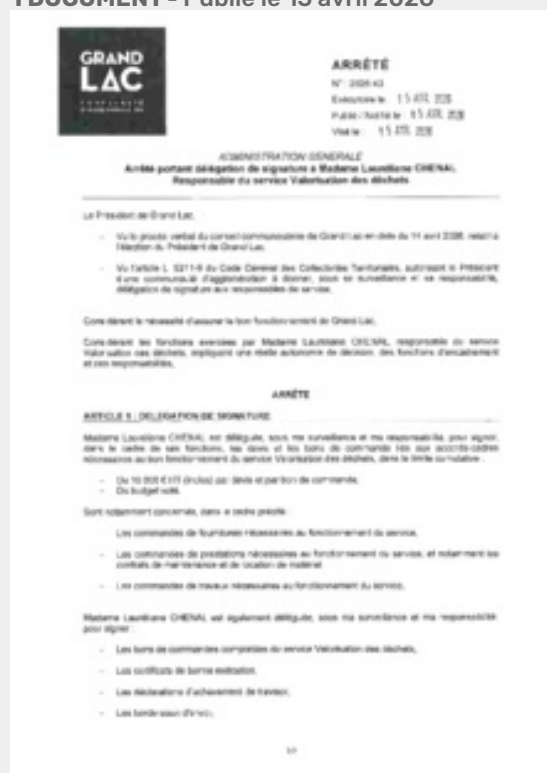 1 DOCUMENT - Publié le 15 avril 2026
GRAND
LAC
ARRÊTÉ
N° : 2026-43
Exécutoire le : 15 AVR. 2026
Publié / Notifié le : 15 AVR. 2026
Visé le : 15 AVR. 2026
ADMINISTRATION GENERALE
Arrêté portant délégation de signature à Madame Lauréliane CHENAL,
Responsable du service Valorisation des déchets
Le Président de Grand Lac,
- Vu le procès verbal du conseil communautaire de Grand Lac en date du 14 avril 2026, relatif à
l'élection du Président de Grand Lac,
- Vu l'article L. 5211-9 du Code Général des Collectivités Territoriales, autorisant le Président
d'une communauté d'agglomération à donner, sous sa surveillance et sa responsabilité,
délégation de signature aux responsables de service,
Considérant la nécessité d'assurer le bon fonctionnement de Grand Lac,
Considérant les fonctions exercées par Madame Lauréliane CHENAL, responsable du service
Valorisation des déchets, impliquant une réelle autonomie de décision, des fonctions d'encadrement
et des responsabilités,
ARRÊTE
ARTICLE 1 : DELEGATION DE SIGNATURE
Madame Lauréliane CHENAL est déléguée, sous ma surveillance et ma responsabilité, pour signer,
dans le cadre de ses fonctions, les devis et les bons de commande liés aux accords-cadres
nécessaires au bon fonctionnement du service Valorisation des déchets, dans la limite cumulative :
- De 10 000 € HT (inclus) par devis et par bon de commande,
- Du budget voté.
Sont notamment concernés, dans le cadre précité :
- Les commandes de fournitures nécessaires au fonctionnement du service,
- Les commandes de prestations nécessaires au fonctionnement du service, et notamment les
contrats de maintenance et de location de matériel,
- Les commandes de travaux nécessaires au fonctionnement du service.
Madame Lauréliane CHENAL est également déléguée, sous ma surveillance et ma responsabilité
pour signer :
- Les bons de commandes comptables du service Valorisation des déchets,
- Les certificats de bonne exécution,
- Les déclarations d'achèvement de travaux,
- Les bordereaux d'envoi,